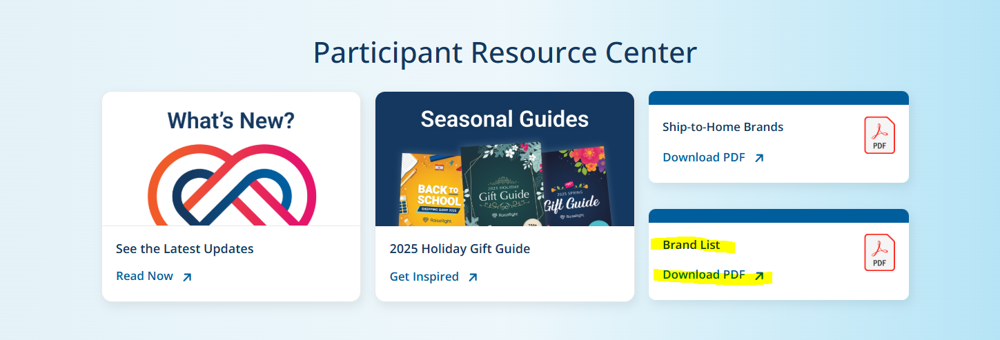 Participant Resource Center
What's New?
See the Latest Updates
Read Now
Seasonal Guides
BACK TO
SCHOOL
SHOPPING GUIDE 2025
RaiseRight
2025 HOLIDAY
Gift Guide
RaiseRight
2025 SPRING
Gift Guide
RaiseRight
2025 Holiday Gift Guide
Get Inspired
Ship-to-Home Brands
Download PDF
PDF
Brand List
Download PDF
PDF